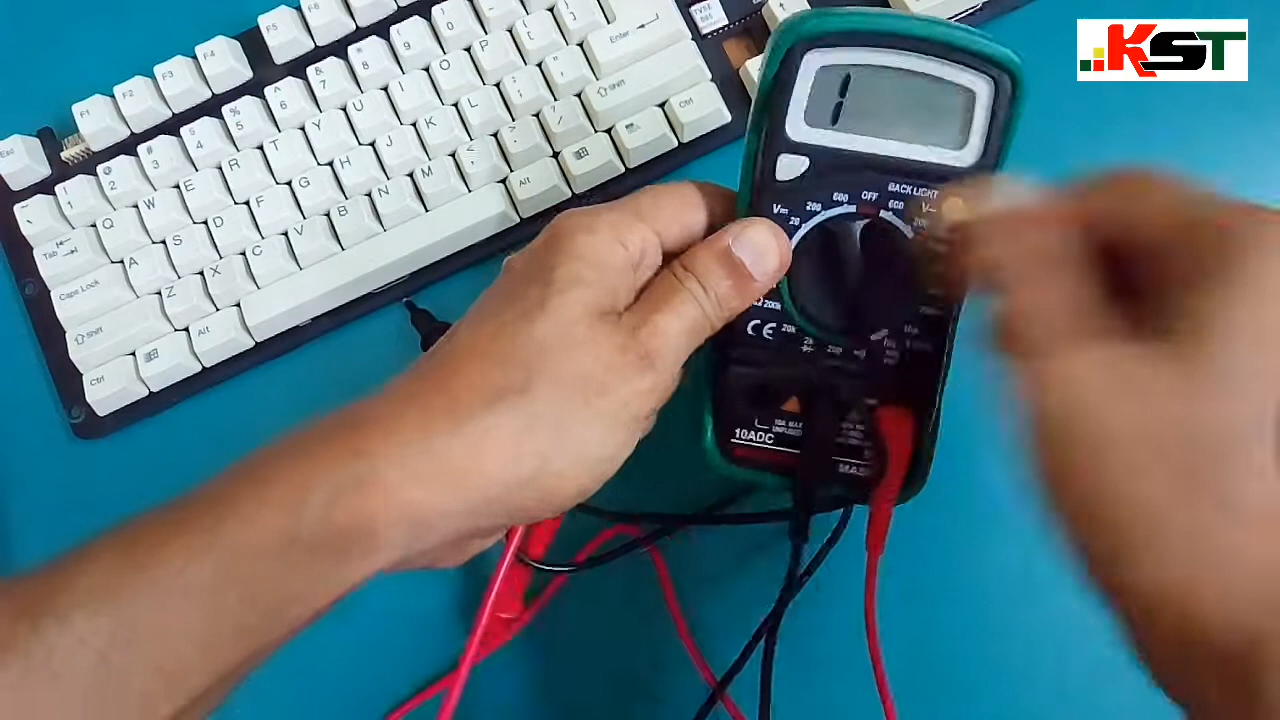 KST
F5
F6
F1
F2
F3
F4
Esc
TVSE
Enter
Shift
Ctrl
Alt
@
2
#
3
$
4
%
5
^
6
&
7
*
8
(
9
)
0
1
Q
W
E
R
T
Y
U
I
O
P
Tab
A
S
D
F
G
H
J
K
L
Caps Lock
Z
X
C
V
B
N
M
Shift
Ctrl
Alt
1
BACK LIGHT
OFF
600
600
200
20
V
V~
200k
20k
CE
10A MAX
UNFUSED
10ADC